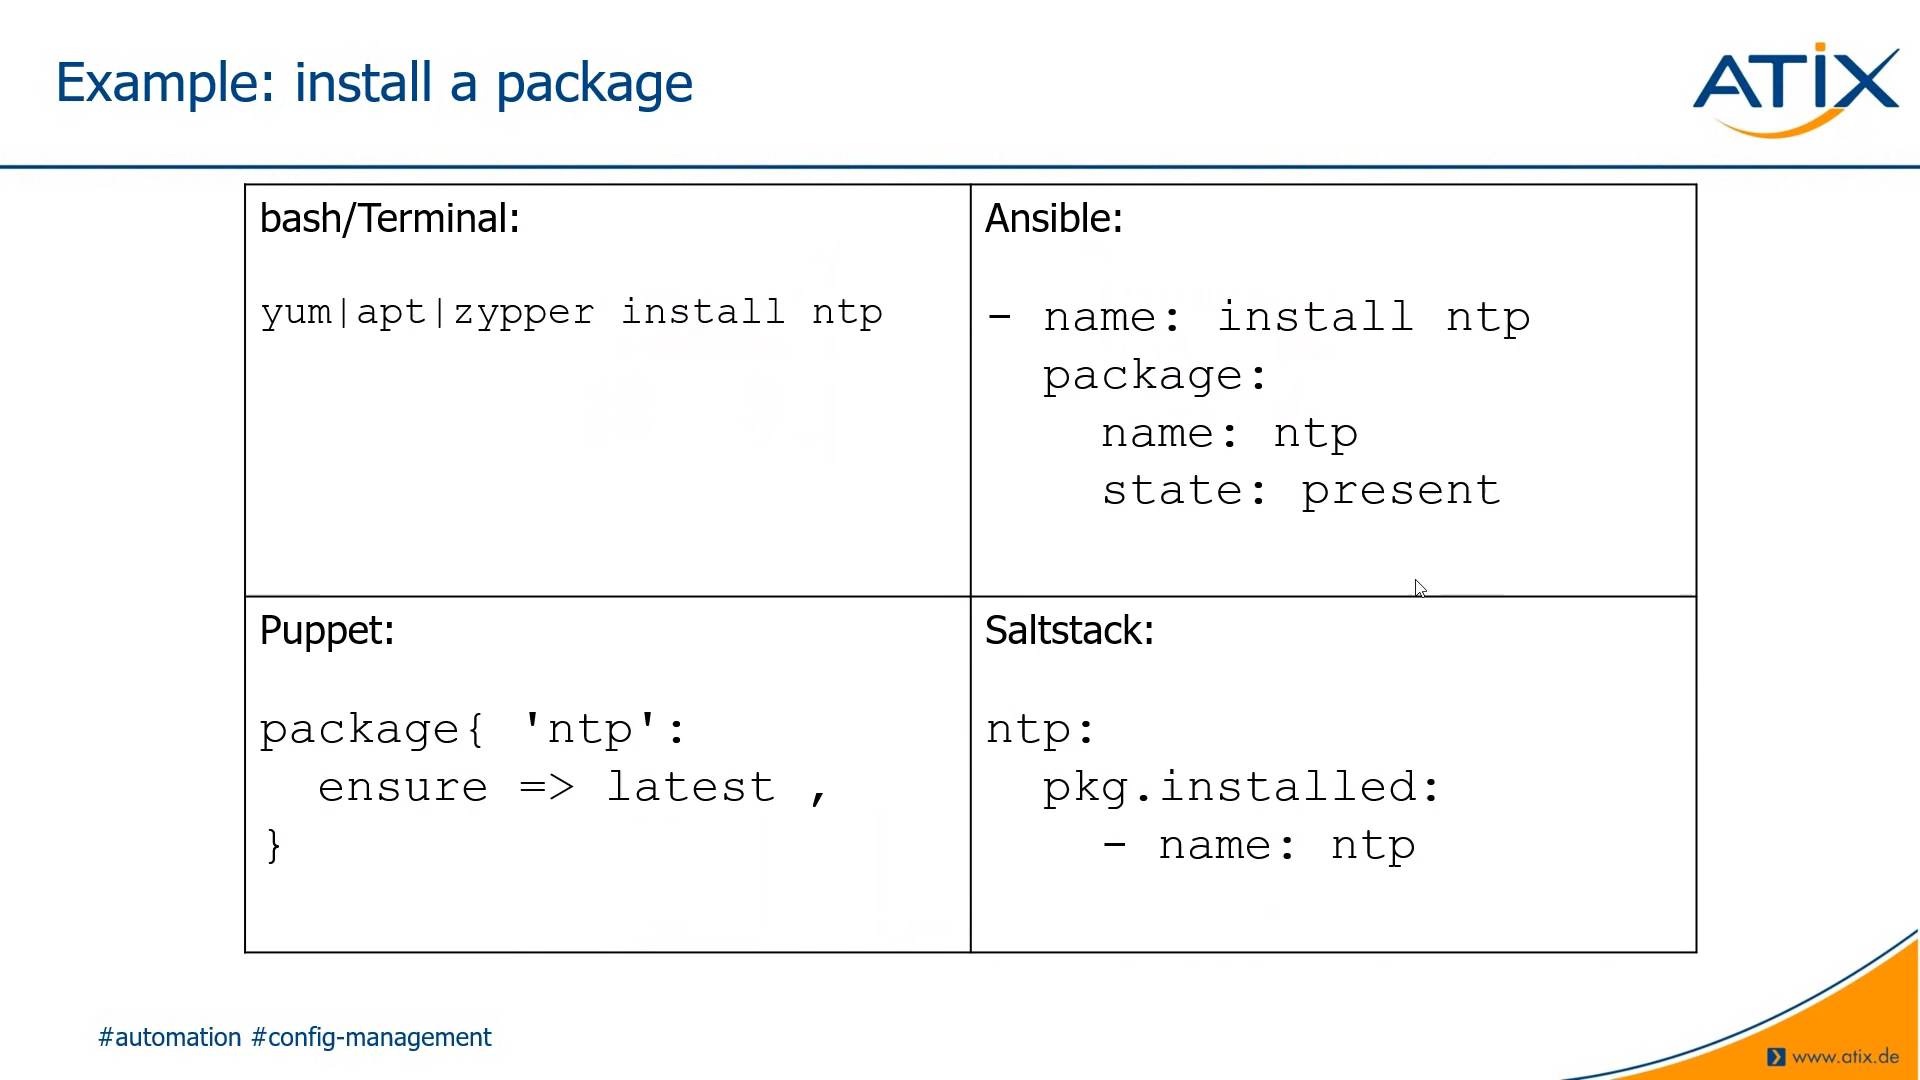 Example: install a package
ATIX
bash/Terminal:
yum|apt|zypper install ntp
Ansible:
- name: install ntp
  package:
    name: ntp
    state: present
Puppet:
package{ 'ntp':
  ensure => latest ,
}
Saltstack:
ntp:
  pkg.installed:
    - name: ntp
#automation #config-management
www.atix.de